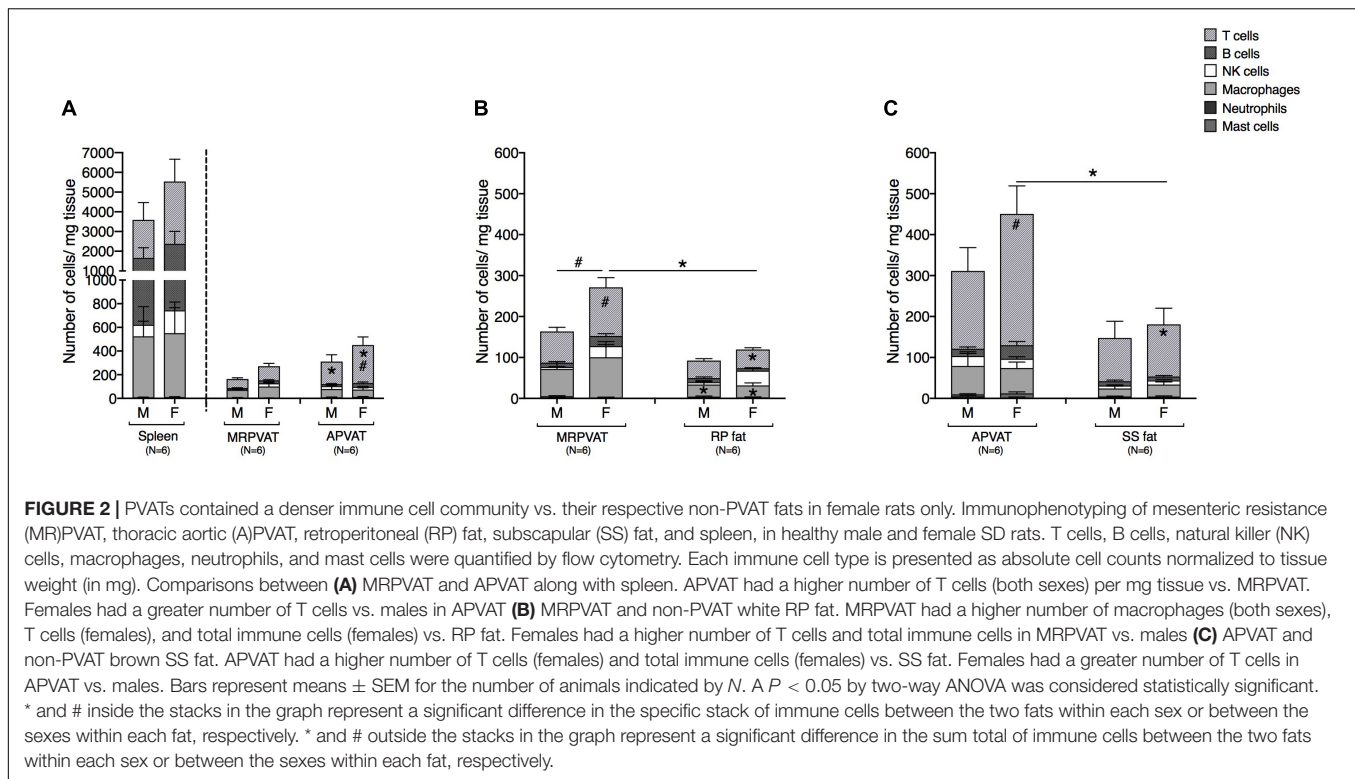 T cells
B cells
NK cells
Macrophages
Neutrophils
Mast cells
A
Number of cells/ mg tissue
7000
6000
5000
4000
3000
2000
1000
1000
800
600
400
200
0
*
*
#
M F M F M F
Spleen MRPVAT APVAT
(N=6) (N=6) (N=6)
B
Number of cells/ mg tissue
600
500
400
300
200
100
0
# *
#
*
* *
M F M F
MRPVAT RP fat
(N=6) (N=6)
C
Number of cells/ mg tissue
600
500
400
300
200
100
0
*
#
*
M F M F
APVAT SS fat
(N=6) (N=6)
FIGURE 2 | PVATs contained a denser immune cell community vs. their respective non-PVAT fats in female rats only. Immunophenotyping of mesenteric resistance
(MR)PVAT, thoracic aortic (A)PVAT, retroperitoneal (RP) fat, subscapular (SS) fat, and spleen, in healthy male and female SD rats. T cells, B cells, natural killer (NK)
cells, macrophages, neutrophils, and mast cells were quantified by flow cytometry. Each immune cell type is presented as absolute cell counts normalized to tissue
weight (in mg). Comparisons between (A) MRPVAT and APVAT along with spleen. APVAT had a higher number of T cells (both sexes) per mg tissue vs. MRPVAT.
Females had a greater number of T cells vs. males in APVAT (B) MRPVAT and non-PVAT white RP fat. MRPVAT had a higher number of macrophages (both sexes),
T cells (females), and total immune cells (females) vs. RP fat. Females had a higher number of T cells and total immune cells in MRPVAT vs. males (C) APVAT and
non-PVAT brown SS fat. APVAT had a higher number of T cells (females) and total immune cells (females) vs. SS fat. Females had a greater number of T cells in
APVAT vs. males. Bars represent means ± SEM for the number of animals indicated by N. A P < 0.05 by two-way ANOVA was considered statistically significant.
* and # inside the stacks in the graph represent a significant difference in the specific stack of immune cells between the two fats within each sex or between the
sexes within each fat, respectively. * and # outside the stacks in the graph represent a significant difference in the sum total of immune cells between the two fats
within each sex or between the sexes within each fat, respectively.